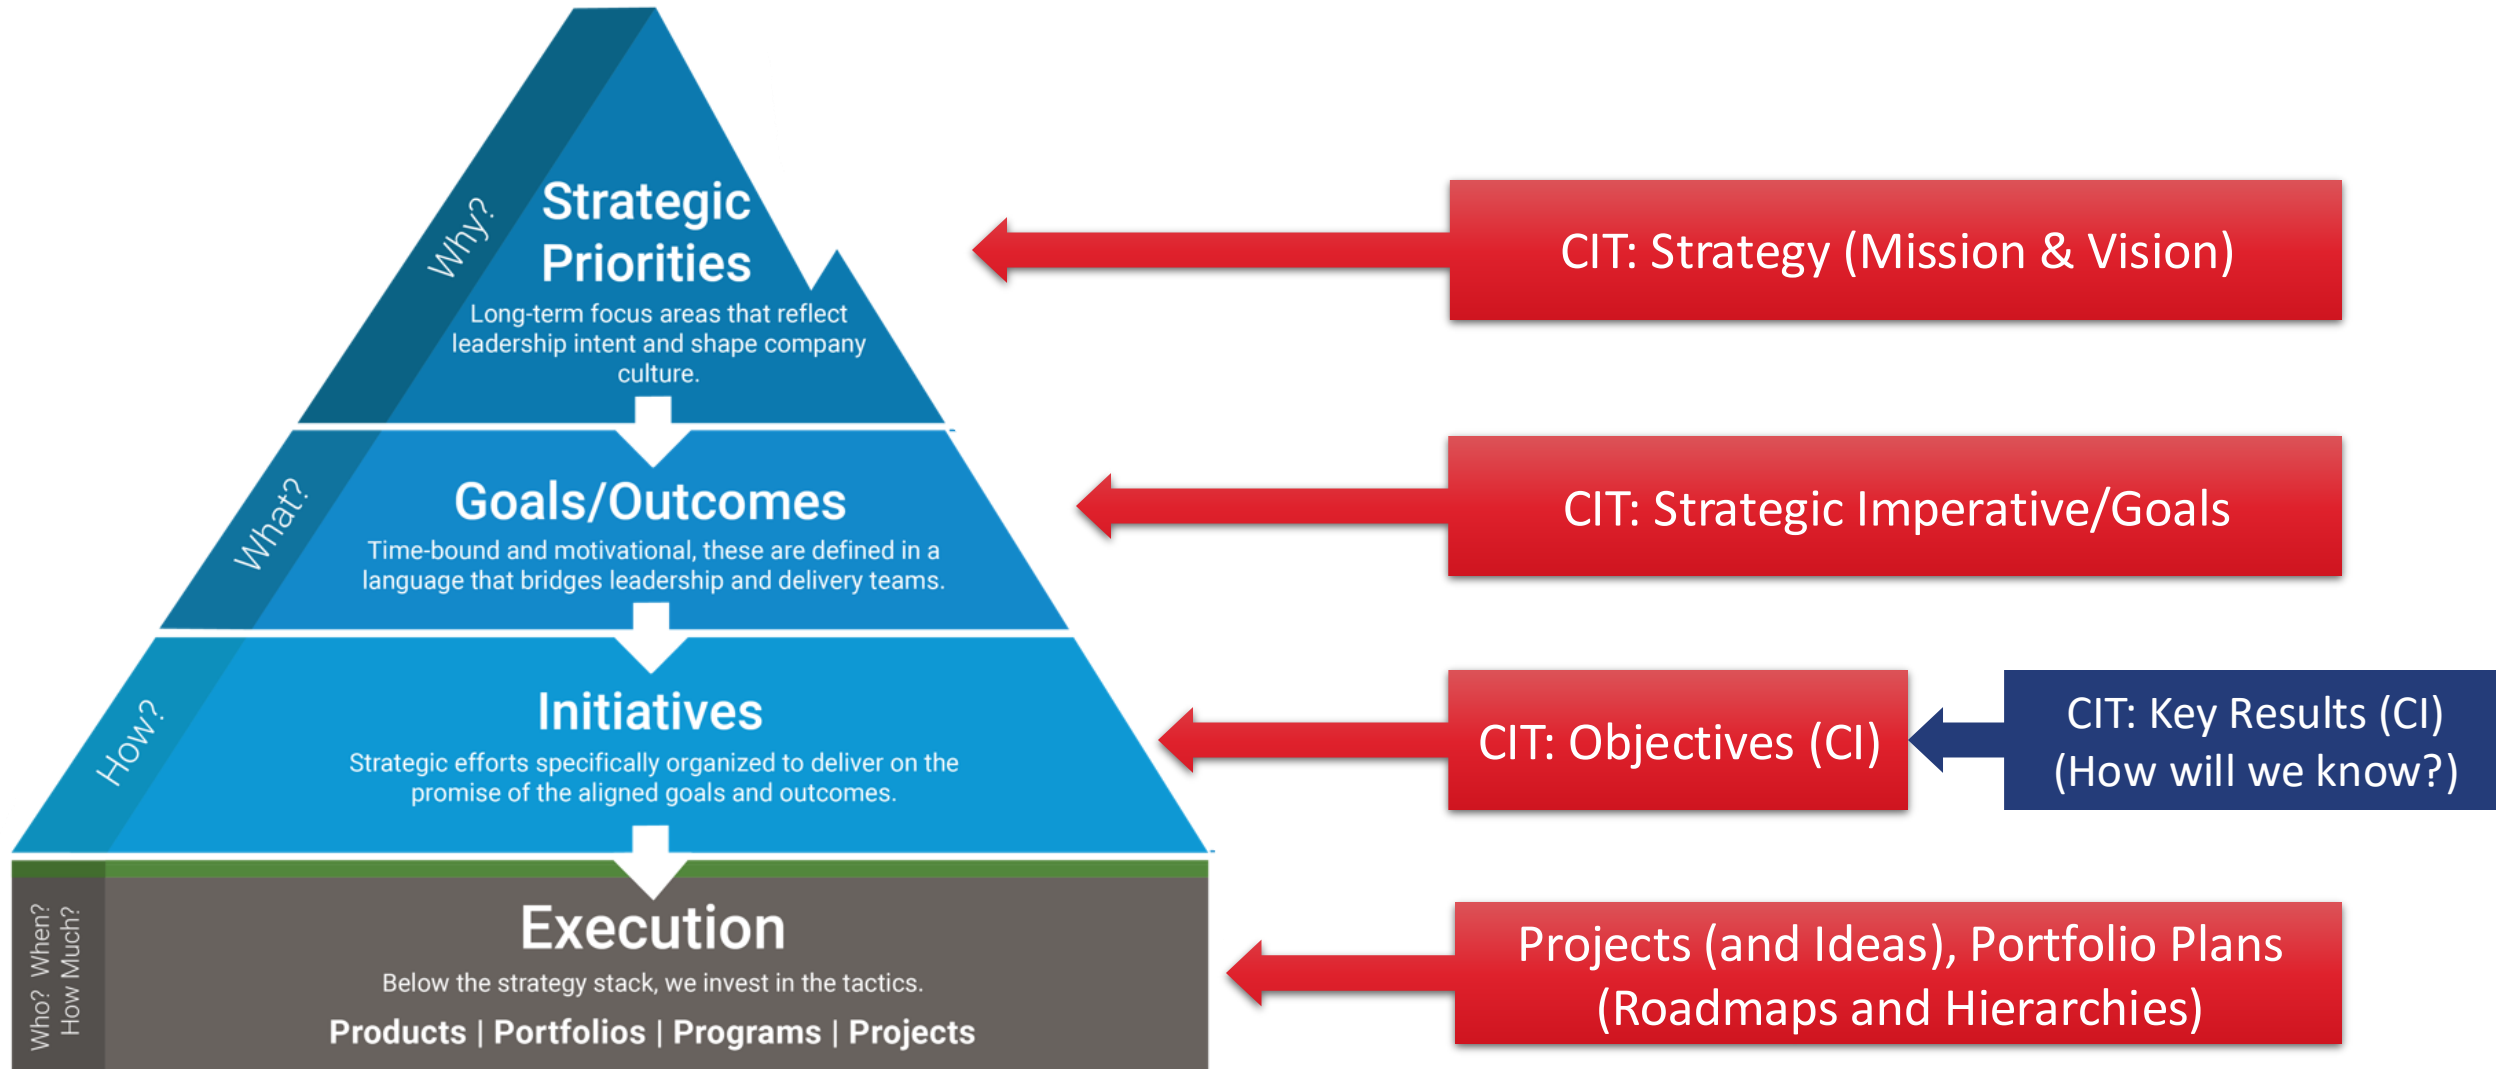 Why?
Strategic
Priorities
Long-term focus areas that reflect
leadership intent and shape company
culture.
CIT: Strategy (Mission & Vision)
What?
Goals/Outcomes
Time-bound and motivational, these are defined in a
language that bridges leadership and delivery teams.
CIT: Strategic Imperative/Goals
How?
Initiatives
Strategic efforts specifically organized to deliver on the
promise of the aligned goals and outcomes.
CIT: Objectives (CI)
CIT: Key Results (CI)
(How will we know?)
Who? When?
How Much?
Execution
Below the strategy stack, we invest in the tactics.
Products | Portfolios | Programs | Projects
Projects (and Ideas), Portfolio Plans
(Roadmaps and Hierarchies)